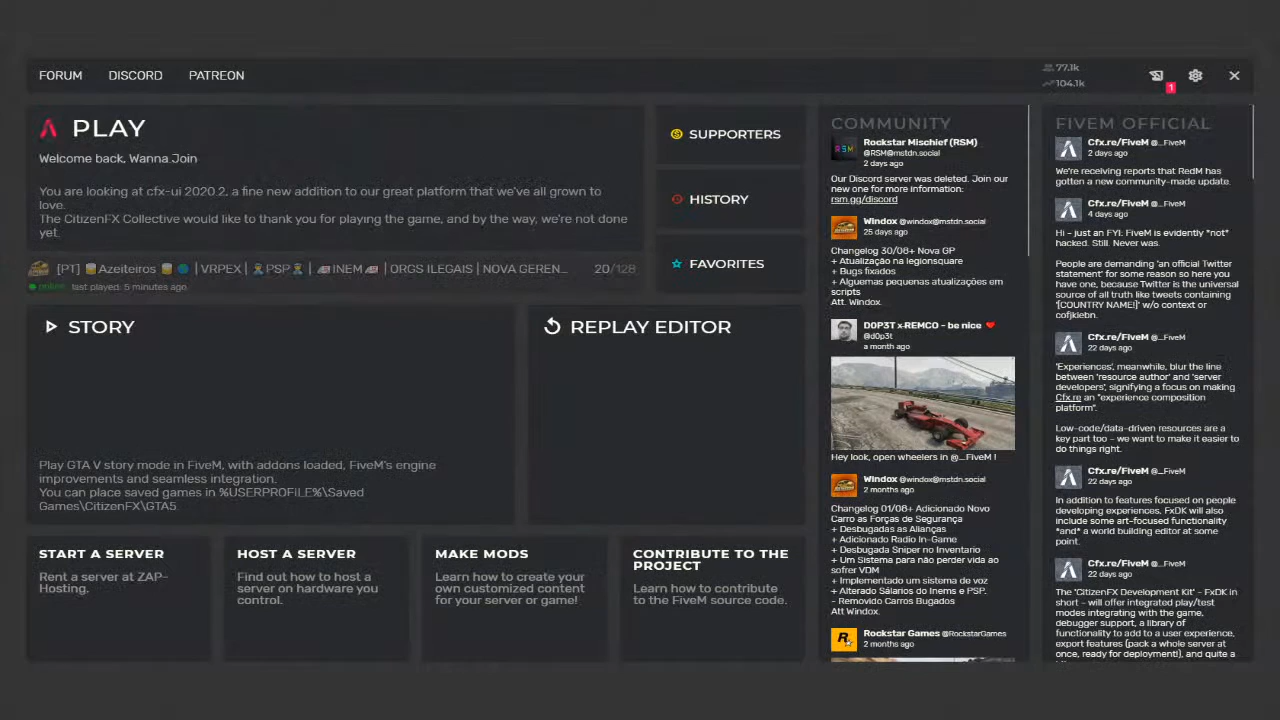 FORUM DISCORD PATREON
77.1k
104.1k
1
PLAY
Welcome back, Wanna.Join
You are looking at cfx-ui 2020.2, a fine new addition to our great platform that we've all grown to
love.
The CitizenFX Collective would like to thank you for playing the game, and by the way, we're not done
yet.
[PT] Azeiteiros | VRPEX | PSP | INEM | ORGS ILEGAIS | NOVA GEREN... 20/128
online last played: 5 minutes ago
SUPPORTERS
HISTORY
FAVORITES
STORY
Play GTA V story mode in FiveM, with addons loaded, FiveM's engine
improvements and seamless integration.
You can place saved games in %USERPROFILE%\Saved
Games\CitizenFX\GTA5.
REPLAY EDITOR
START A SERVER
Rent a server at ZAP-
Hosting.
HOST A SERVER
Find out how to host a
server on hardware you
control.
MAKE MODS
Learn how to create your
own customized content
for your server or game!
CONTRIBUTE TO THE
PROJECT
Learn how to contribute
to the FiveM source code.
COMMUNITY
RSM
Rockstar Mischief (RSM)
@RSM@mstdn.social
2 days ago
Our Discord server was deleted. Join our
new one for more information:
rsm.gg/discord
Windox @windox@mstdn.social
25 days ago
Changelog 30/08+ Nova GP
+ Atualização na legionsquare
+ Bugs fixados
+ Alguemas pequenas atualizações em
scripts
Att. Windox.
D0P3T x-REMCO - be nice
@d0p3t
a month ago
Hey look, open wheelers in @_FiveM !
Windox @windox@mstdn.social
2 months ago
Changelog 01/08+ Adicionado Novo
Carro as Forças de Segurança
+ Desbugadas as Alianças
+ Adicionado Radio In-Game
+ Desbugada Sniper no Inventario
+ Um Sistema para não perder vida ao
sofrer VDM
+ Implementado um sistema de voz
+ Alterado Sálarios do Inems e PSP.
- Removido Carros Bugados
Att Windox.
Rockstar Games @RockstarGames
2 months ago
FIVEM OFFICIAL
Cfx.re/FiveM @_FiveM
2 days ago
We're receiving reports that RedM has
gotten a new community-made update.
Cfx.re/FiveM @_FiveM
4 days ago
Hi - just an FYI: FiveM is evidently *not*
hacked. Still. Never was.
People are demanding 'an official Twitter
statement' for some reason so here you
have one, because Twitter is the universal
source of all truth like tweets containing
'[COUNTRY NAME]' w/o context or
cofjklebn.
Cfx.re/FiveM @_FiveM
22 days ago
'Experiences', meanwhile, blur the line
between 'resource author' and 'server
developers', signifying a focus on making
Cfx.re an "experience composition
platform".
Low-code/data-driven resources are a
key part too - we want to make it easier to
do things right.
Cfx.re/FiveM @_FiveM
22 days ago
In addition to features focused on people
developing experiences, FxDK will also
include some art-focused functionality
*and* a world building editor at some
point.
Cfx.re/FiveM @_FiveM
22 days ago
The 'CitizenFX Development Kit' - FxDK in
short - will offer integrated play/test
modes integrating with the game,
debugger support, a library of
functionality to add to a user experience,
export features (pack a whole server at
once, ready for deployment!), and quite a